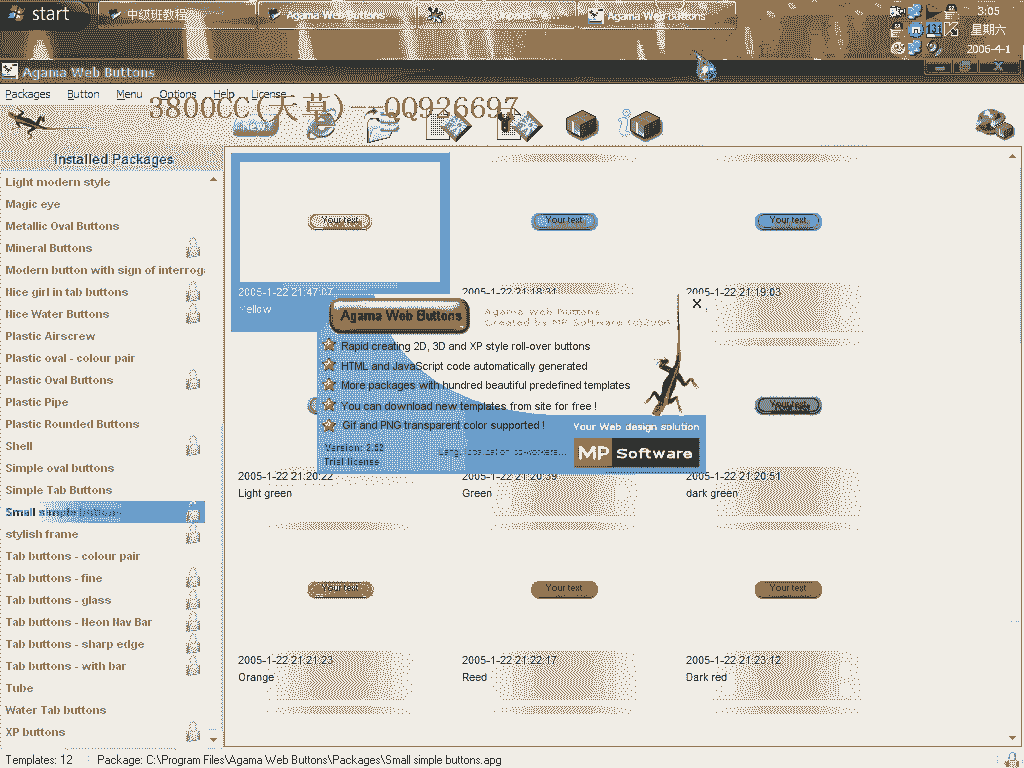 start
中级班教程
Agama Web Buttons
Agama Web Buttons
3:05
星期六
2006-4-1
Agama Web Buttons
Packages Button Menu Options Help License
3800CC(天草)--QQ926697
New
Installed Packages
Light modern style
Magic eye
Metallic Oval Buttons
Mineral Buttons
Modern button with sign of interrog
Nice girl in tab buttons
Nice Water Buttons
Plastic Airscrew
Plastic oval - colour pair
Plastic Oval Buttons
Plastic Pipe
Plastic Rounded Buttons
Shell
Simple oval buttons
Simple Tab Buttons
Small simple buttons
stylish frame
Tab buttons - colour pair
Tab buttons - fine
Tab buttons - glass
Tab buttons - Neon Nav Bar
Tab buttons - sharp edge
Tab buttons - with bar
Tube
Water Tab buttons
XP buttons
Your text Your text Your text
2005-1-22 21:47:07 2005-1-22 21:18:31 2005-1-22 21:19:03
Yellow
Agama Web Buttons
Agama Web Buttons
Created by MP Software (c)2005
Rapid creating 2D, 3D and XP style roll-over buttons
HTML and JavaScript code automatically generated
More packages with hundred beautiful predefined templates
You can download new templates from site for free !
Gif and PNG transparent color supported !
Your Web design solution
Version: 2.52
Trial license
MP Software
Your text
2005-1-22 21:20:22 2005-1-22 21:20:39 2005-1-22 21:20:51
Light green Green dark green
Your text Your text Your text
2005-1-22 21:21:23 2005-1-22 21:22:17 2005-1-22 21:23:12
Orange Reed Dark red
Templates: 12 Package: C:\Program Files\Agama Web Buttons\Packages\Small simple buttons.apg